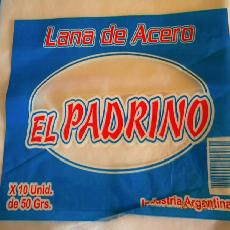 Lana de Acero
EL PADRINO
X 10 Unid.
de 50 Grs.
Industria Argentina